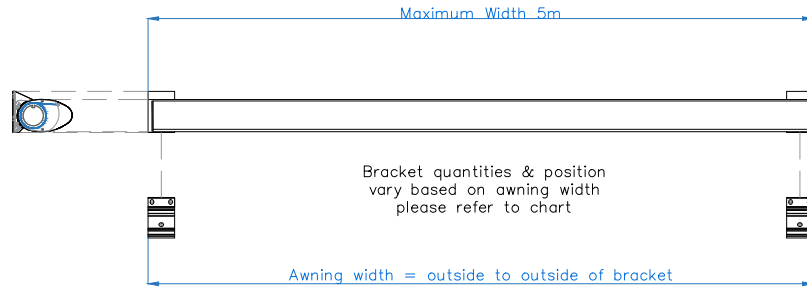 Maximum Width 5m
Bracket quantities & position
vary based on awning width
please refer to chart
Awning width = outside to outside of bracket